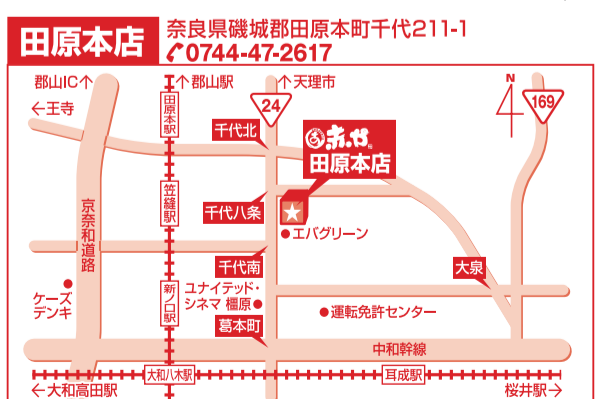 田原本店
奈良県磯城郡田原本町千代211-1
0744-47-2617
郡山IC↑
↑郡山駅
↑天理市
N
←王寺
田原本駅
24
169
千代北
赤から
田原本店
笠縫駅
千代八条
京奈和道路
エバグリーン
千代南
大泉
ケーズ
デンキ
新ノ口駅
ユナイテッド・
シネマ 橿原
運転免許センター
葛本町
中和幹線
大和八木駅
耳成駅
←大和高田駅
桜井駅→